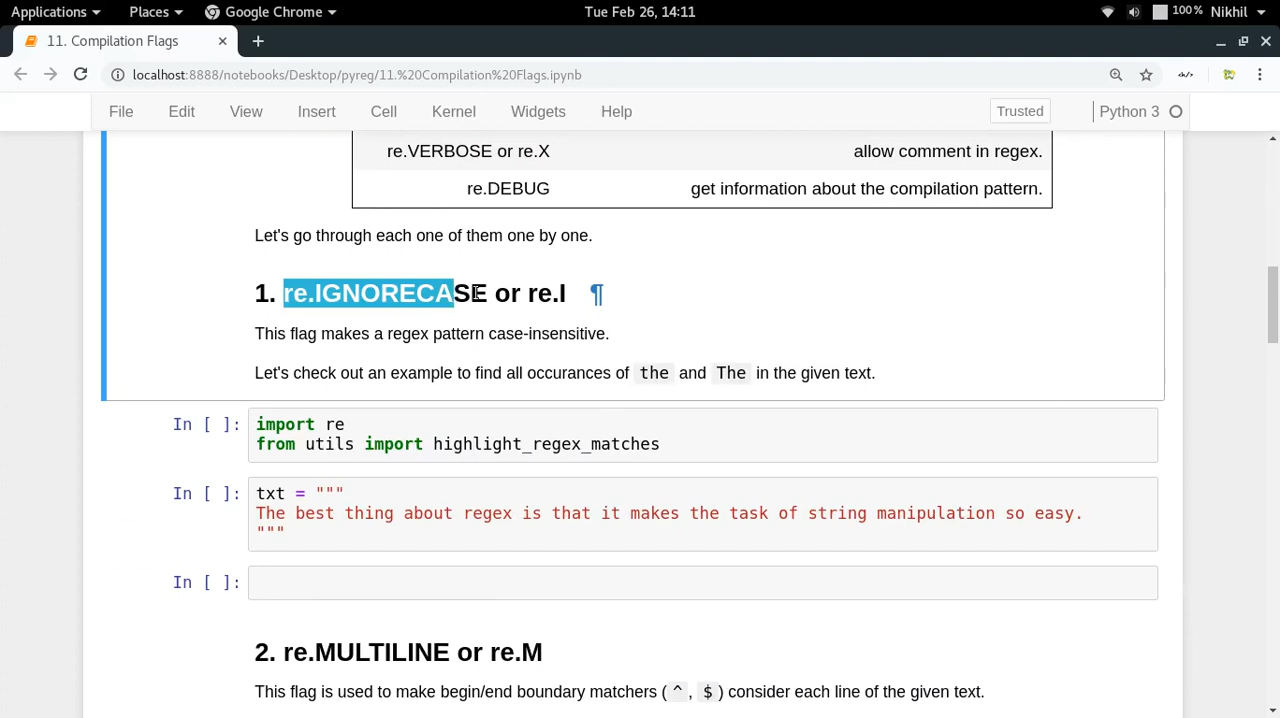 Applications Places Google Chrome Tue Feb 26, 14:11 100% Nikhil
11. Compilation Flags
localhost:8888/notebooks/Desktop/pyreg/11.%20Compilation%20Flags.ipynb
File Edit View Insert Cell Kernel Widgets Help Trusted Python 3
re.VERBOSE or re.X allow comment in regex.
re.DEBUG get information about the compilation pattern.
Let's go through each one of them one by one.
1. re.IGNORECASE or re.I ¶
This flag makes a regex pattern case-insensitive.
Let's check out an example to find all occurances of the and The in the given text.
In [ ]: import re
from utils import highlight_regex_matches
In [ ]: txt = """
The best thing about regex is that it makes the task of string manipulation so easy.
"""
In [ ]:
2. re.MULTILINE or re.M
This flag is used to make begin/end boundary matchers ( ^ , $ ) consider each line of the given text.